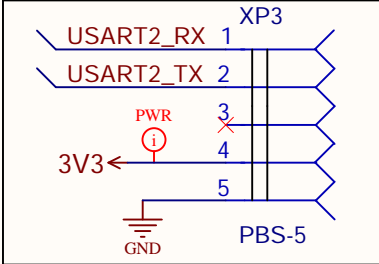 XP3
USART2_RX 1
USART2_TX 2
3
PWR
i
3V3 4
5
GND
PBS-5